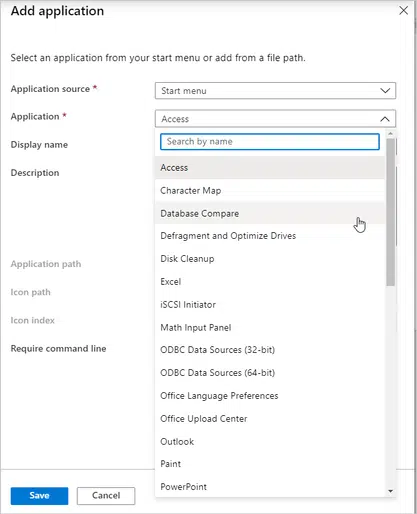 Add application
Select an application from your start menu or add from a file path.
Application source *
Start menu
Application *
Access
Search by name
Display name
Access
Description
Character Map
Database Compare
Defragment and Optimize Drives
Disk Cleanup
Application path
Excel
Icon path
iSCSI Initiator
Icon index
Math Input Panel
Require command line
ODBC Data Sources (32-bit)
ODBC Data Sources (64-bit)
Office Language Preferences
Office Upload Center
Outlook
Paint
PowerPoint
Save
Cancel